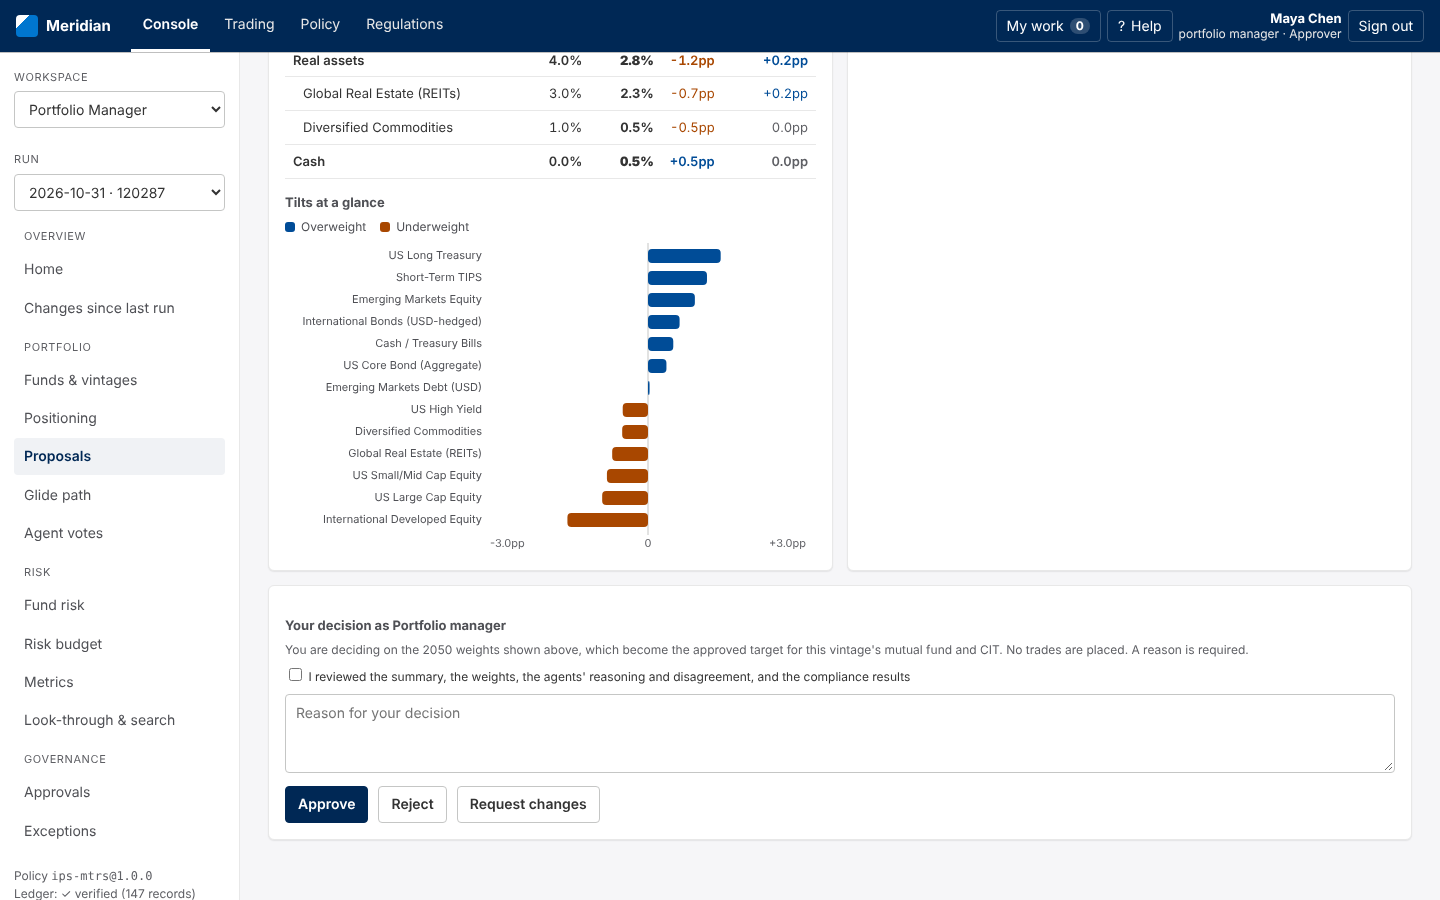 Meridian
Console
Trading
Policy
Regulations
My work 0
? Help
Maya Chen
portfolio manager · Approver
Sign out
WORKSPACE
Portfolio Manager
RUN
2026-10-31 · 120287
OVERVIEW
Home
Changes since last run
PORTFOLIO
Funds & vintages
Positioning
Proposals
Glide path
Agent votes
RISK
Fund risk
Risk budget
Metrics
Look-through & search
GOVERNANCE
Approvals
Exceptions
Policy ips-mtrs@1.0.0
Ledger: ✓ verified (147 records)
Real assets 4.0% 2.8% -1.2pp +0.2pp
Global Real Estate (REITs) 3.0% 2.3% -0.7pp +0.2pp
Diversified Commodities 1.0% 0.5% -0.5pp 0.0pp
Cash 0.0% 0.5% +0.5pp 0.0pp
Tilts at a glance
Overweight Underweight
US Long Treasury
Short-Term TIPS
Emerging Markets Equity
International Bonds (USD-hedged)
Cash / Treasury Bills
US Core Bond (Aggregate)
Emerging Markets Debt (USD)
US High Yield
Diversified Commodities
Global Real Estate (REITs)
US Small/Mid Cap Equity
US Large Cap Equity
International Developed Equity
-3.0pp 0 +3.0pp
Your decision as Portfolio manager
You are deciding on the 2050 weights shown above, which become the approved target for this vintage's mutual fund and CIT. No trades are placed. A reason is required.
I reviewed the summary, the weights, the agents' reasoning and disagreement, and the compliance results
Reason for your decision
Approve
Reject
Request changes